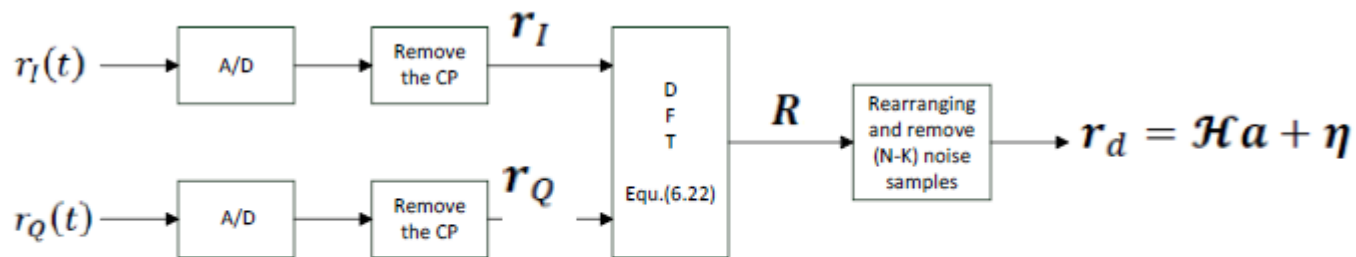 r_I(t)
A/D
Remove
the CP
r_I
r_Q(t)
A/D
Remove
the CP
r_Q
D
F
T
Equ.(6.22)
R
Rearranging
and remove
(N-K) noise
samples
r_d = ℋa + η